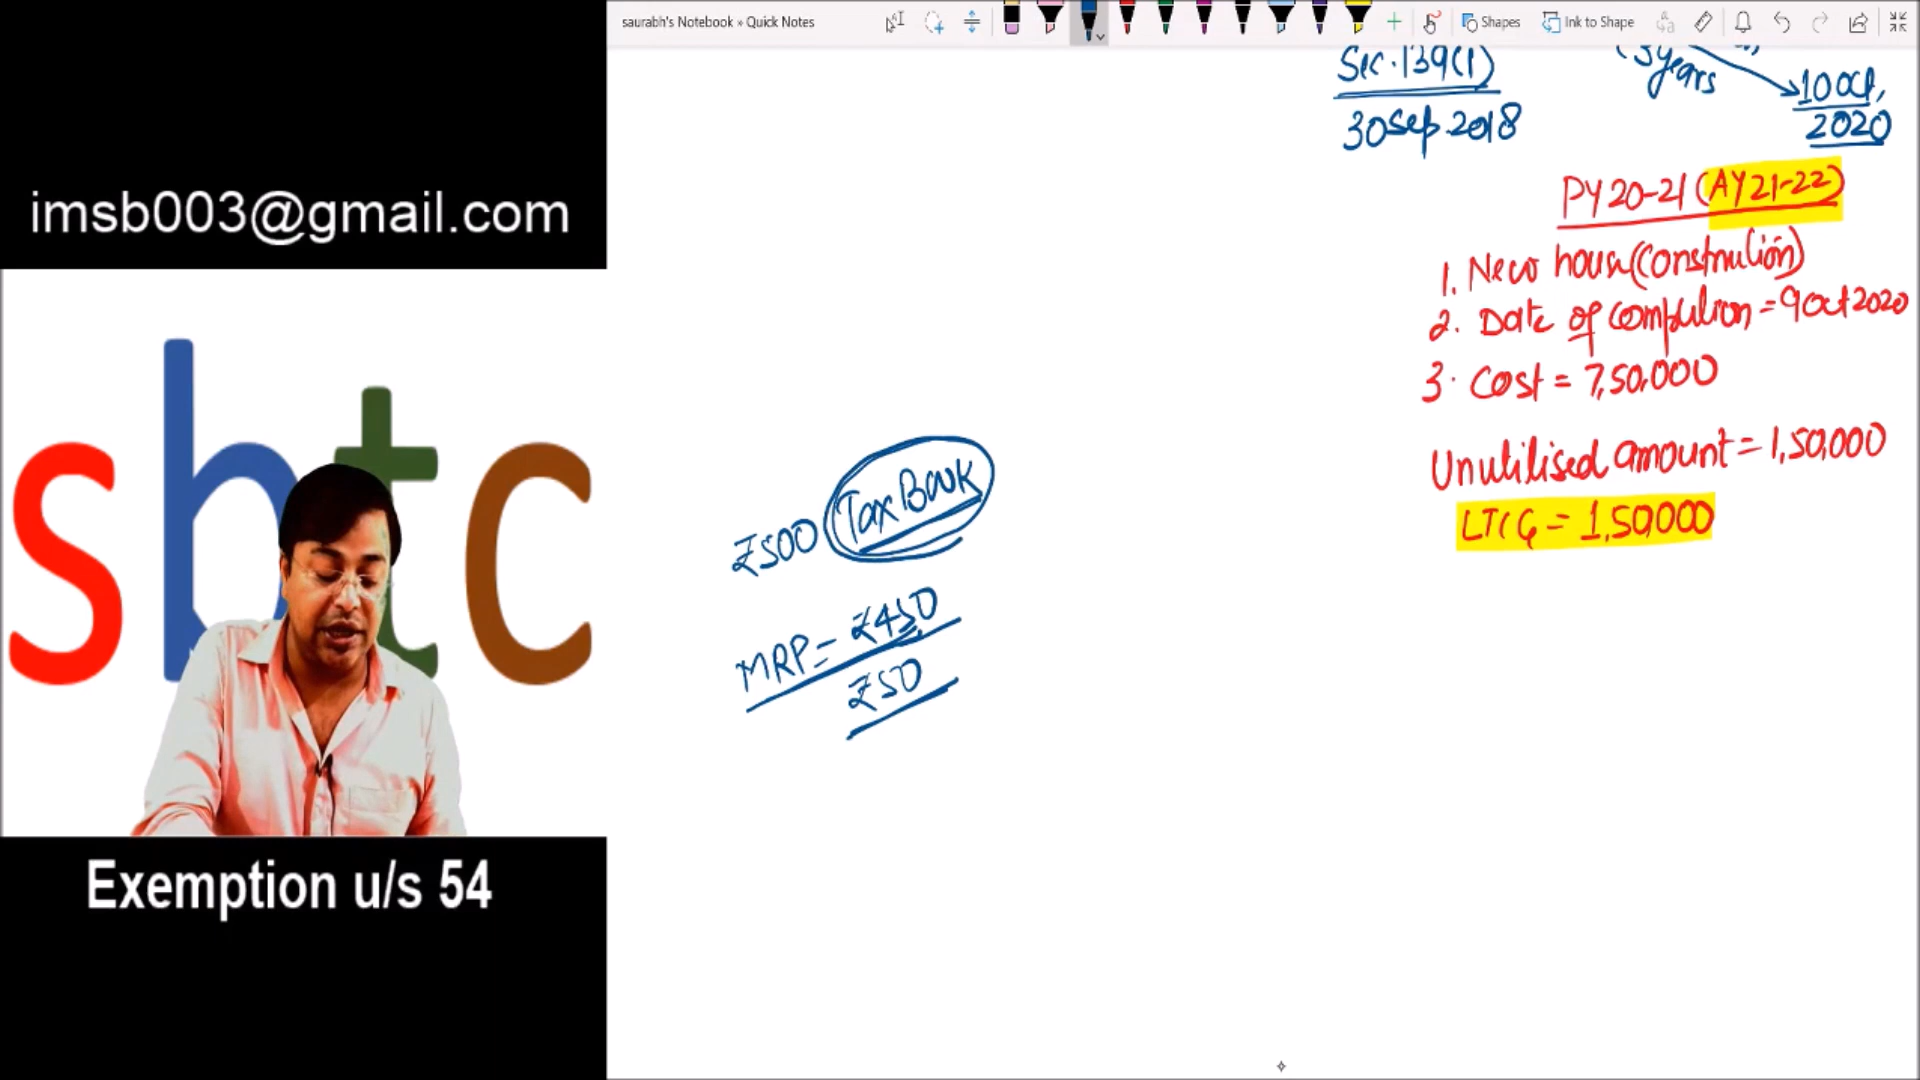 saurabh's Notebook » Quick Notes
Shapes
Ink to Shape
imsb003@gmail.com
sbtc
Exemption u/s 54
Sec. 139(1)
30 Sep. 2018
(3 years
10 Oct,
2020
PY 20-21 (AY 21-22)
1. New house (Construction)
2. Date of completion = 9 Oct 2020
3. Cost = 7,50,000
Unutilised amount = 1,50,000
LTCG = 1,50,000
₹500 Tax Book
MRP = ₹450
₹50